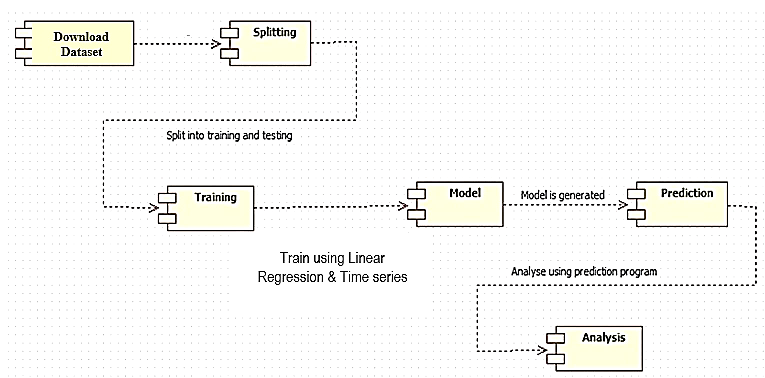 Download
Dataset
Splitting
Split into training and testing
Training
Model
Model is generated
Prediction
Train using Linear
Regression & Time series
Analyse using prediction program
Analysis